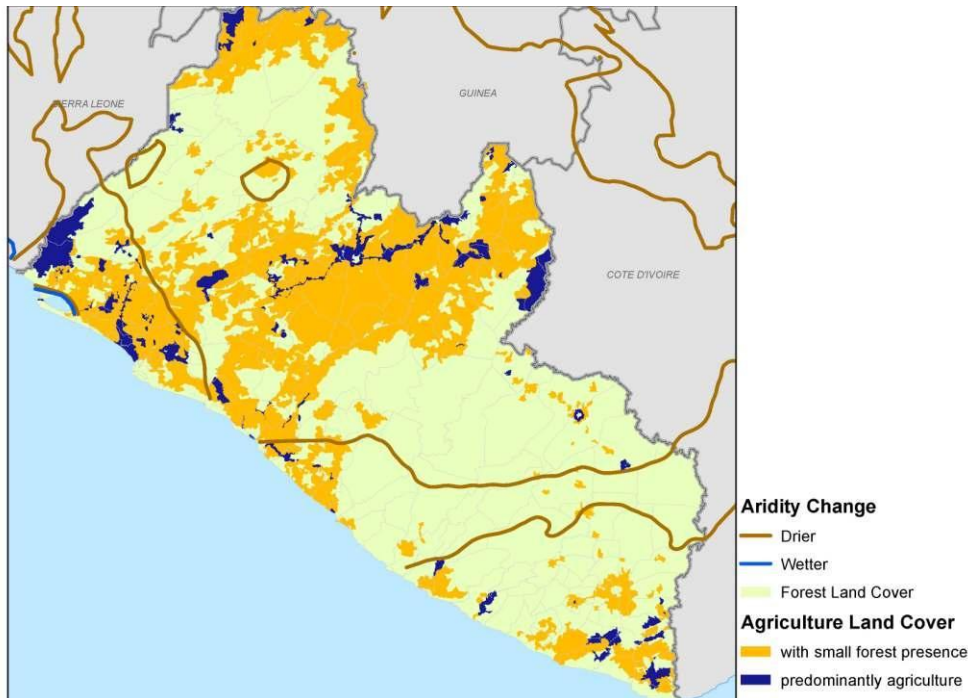 GUINEA
SIERRA LEONE
COTE D'IVOIRE
Aridity Change
Drier
Wetter
Forest Land Cover
Agriculture Land Cover
with small forest presence
predominantly agriculture